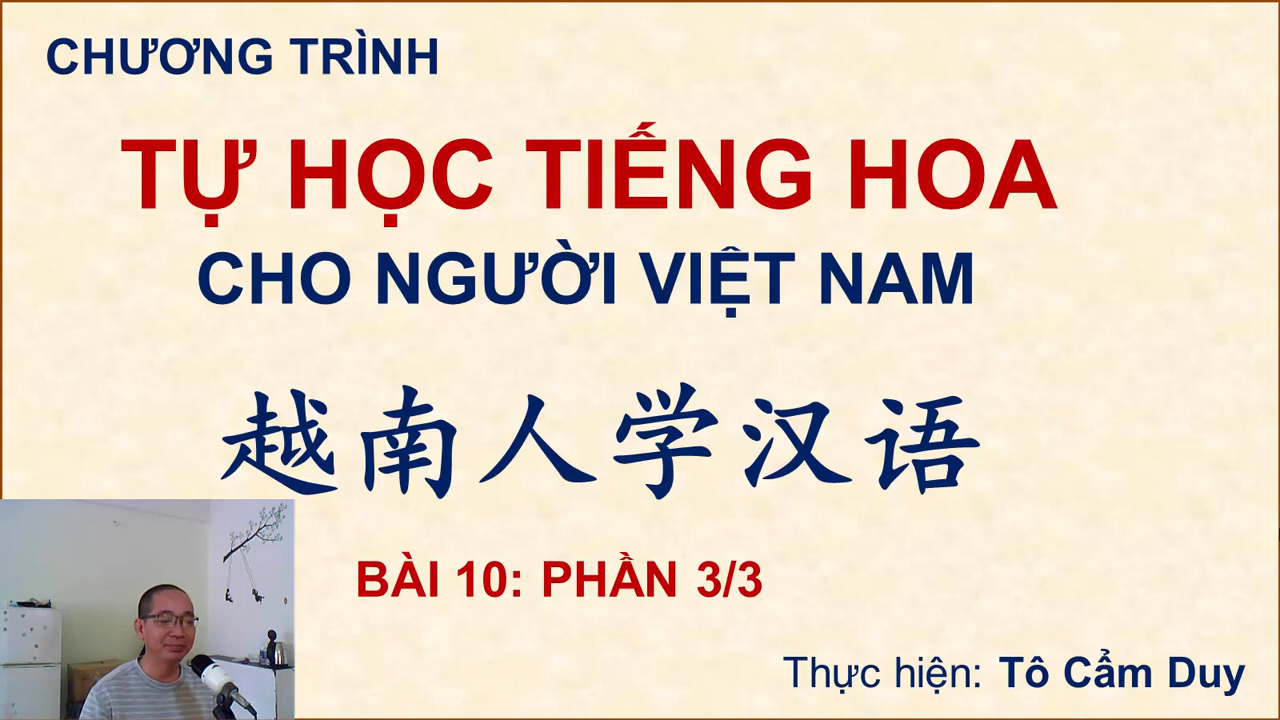 CHƯƠNG TRÌNH
TỰ HỌC TIẾNG HOA
CHO NGƯỜI VIỆT NAM
越南人学汉语
BÀI 10: PHẦN 3/3
Thực hiện: Tô Cẩm Duy